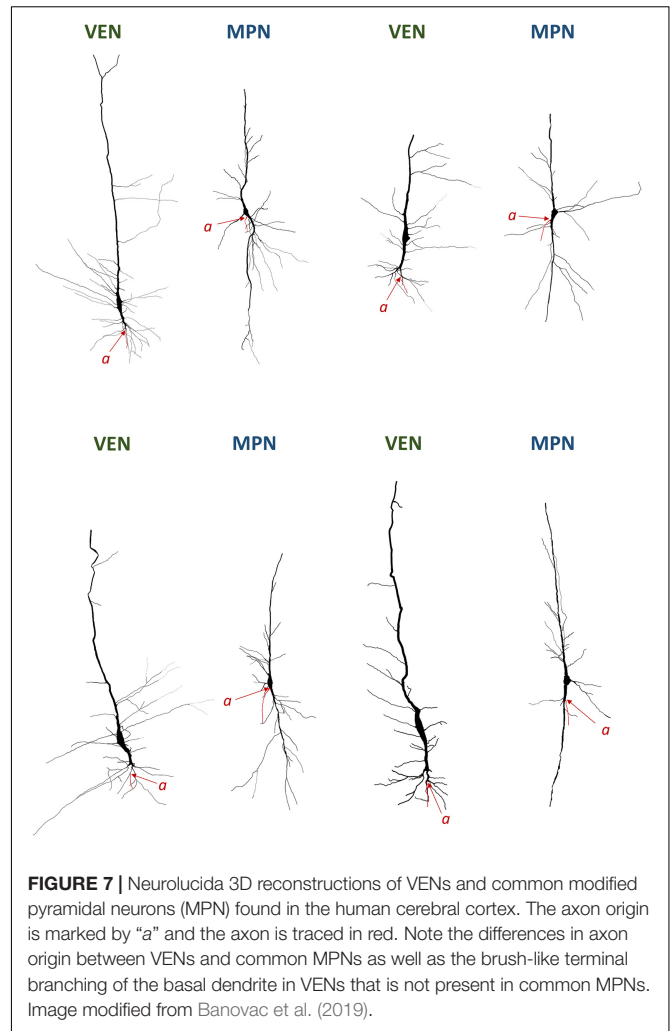 VEN MPN VEN MPN
a a
a
a
VEN MPN VEN MPN
a
a
a
a
FIGURE 7 | Neurolucida 3D reconstructions of VENs and common modified
pyramidal neurons (MPN) found in the human cerebral cortex. The axon origin
is marked by “a” and the axon is traced in red. Note the differences in axon
origin between VENs and common MPNs as well as the brush-like terminal
branching of the basal dendrite in VENs that is not present in common MPNs.
Image modified from Banovac et al. (2019).